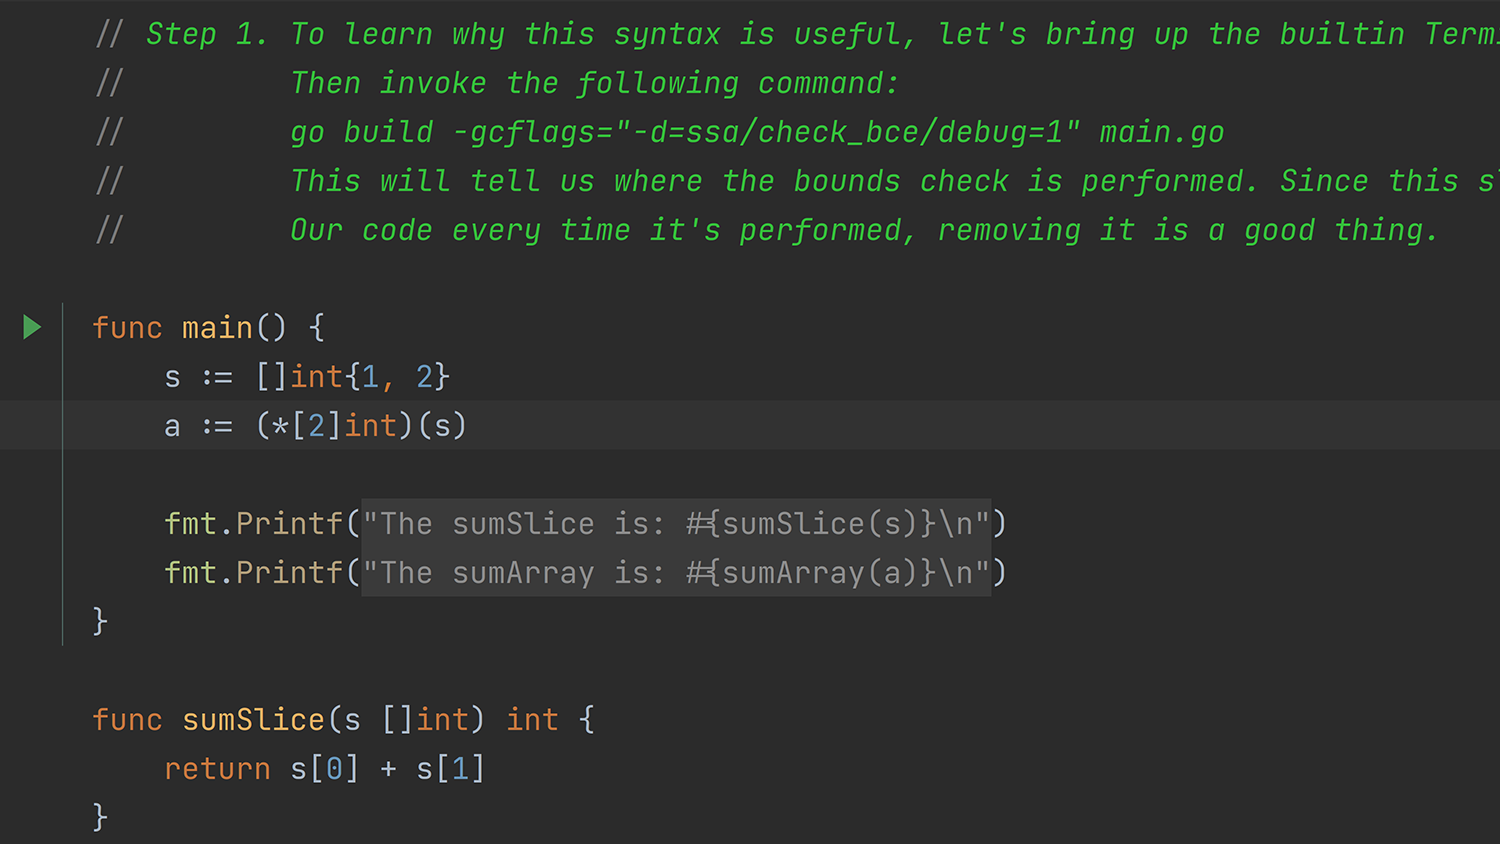 // Step 1. To learn why this syntax is useful, let's bring up the builtin
// Then invoke the following command:
// go build -gcflags="-d=ssa/check_bce/debug=1" main.go
// This will tell us where the bounds check is performed. Since this
// Our code every time it's performed, removing it is a good thing.
func main() {
s := []int{1, 2}
a := (*[2]int)(s)
fmt.Printf("The sumSlice is: #{sumSlice(s)}\n")
fmt.Printf("The sumArray is: #{sumArray(a)}\n")
}
func sumSlice(s []int) int {
return s[0] + s[1]
}